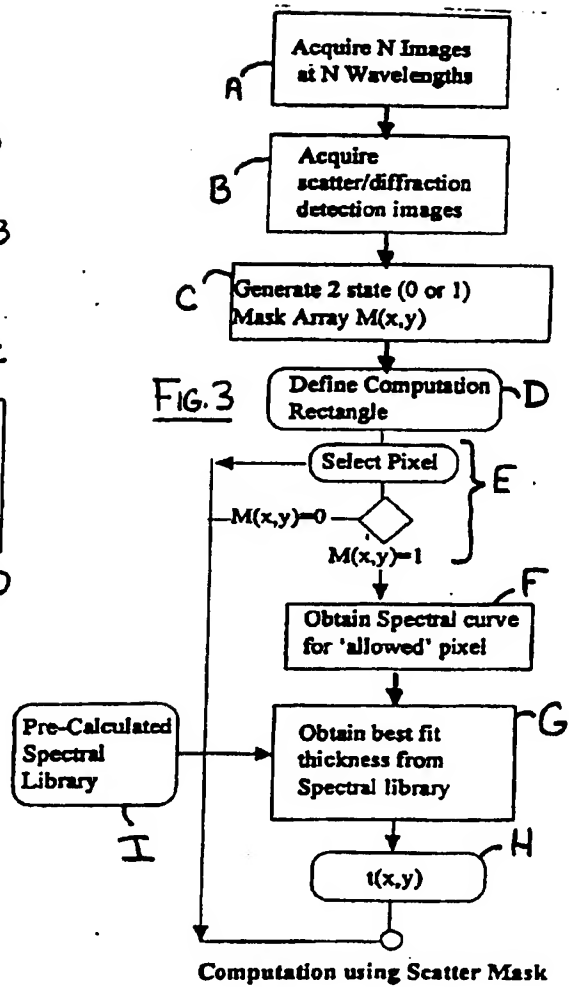 Acquire N Images
at N Wavelengths
A
Acquire
scatter/diffraction
detection images
B
Generate 2 state (0 or 1)
Mask Array M(x,y)
C
FIG. 3
Define Computation
Rectangle
D
Select Pixel
E
M(x,y)=0
M(x,y)=1
F
Obtain Spectral curve
for 'allowed' pixel
G
Pre-Calculated
Spectral
Library
Obtain best fit
thickness from
Spectral library
I
H
t(x,y)
Computation using Scatter Mask